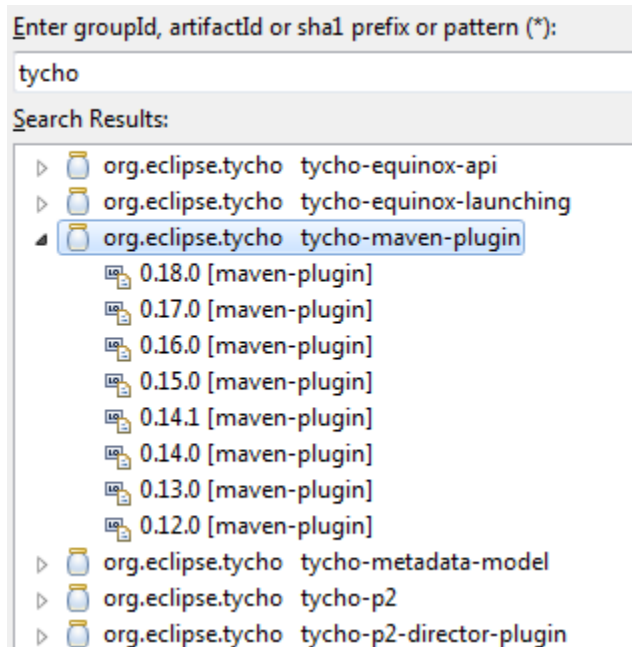 Enter groupId, artifactId or sha1 prefix or pattern (*):
tycho
Search Results:
org.eclipse.tycho tycho-equinox-api
org.eclipse.tycho tycho-equinox-launching
org.eclipse.tycho tycho-maven-plugin
0.18.0 [maven-plugin]
0.17.0 [maven-plugin]
0.16.0 [maven-plugin]
0.15.0 [maven-plugin]
0.14.1 [maven-plugin]
0.14.0 [maven-plugin]
0.13.0 [maven-plugin]
0.12.0 [maven-plugin]
org.eclipse.tycho tycho-metadata-model
org.eclipse.tycho tycho-p2
org.eclipse.tycho tycho-p2-director-plugin